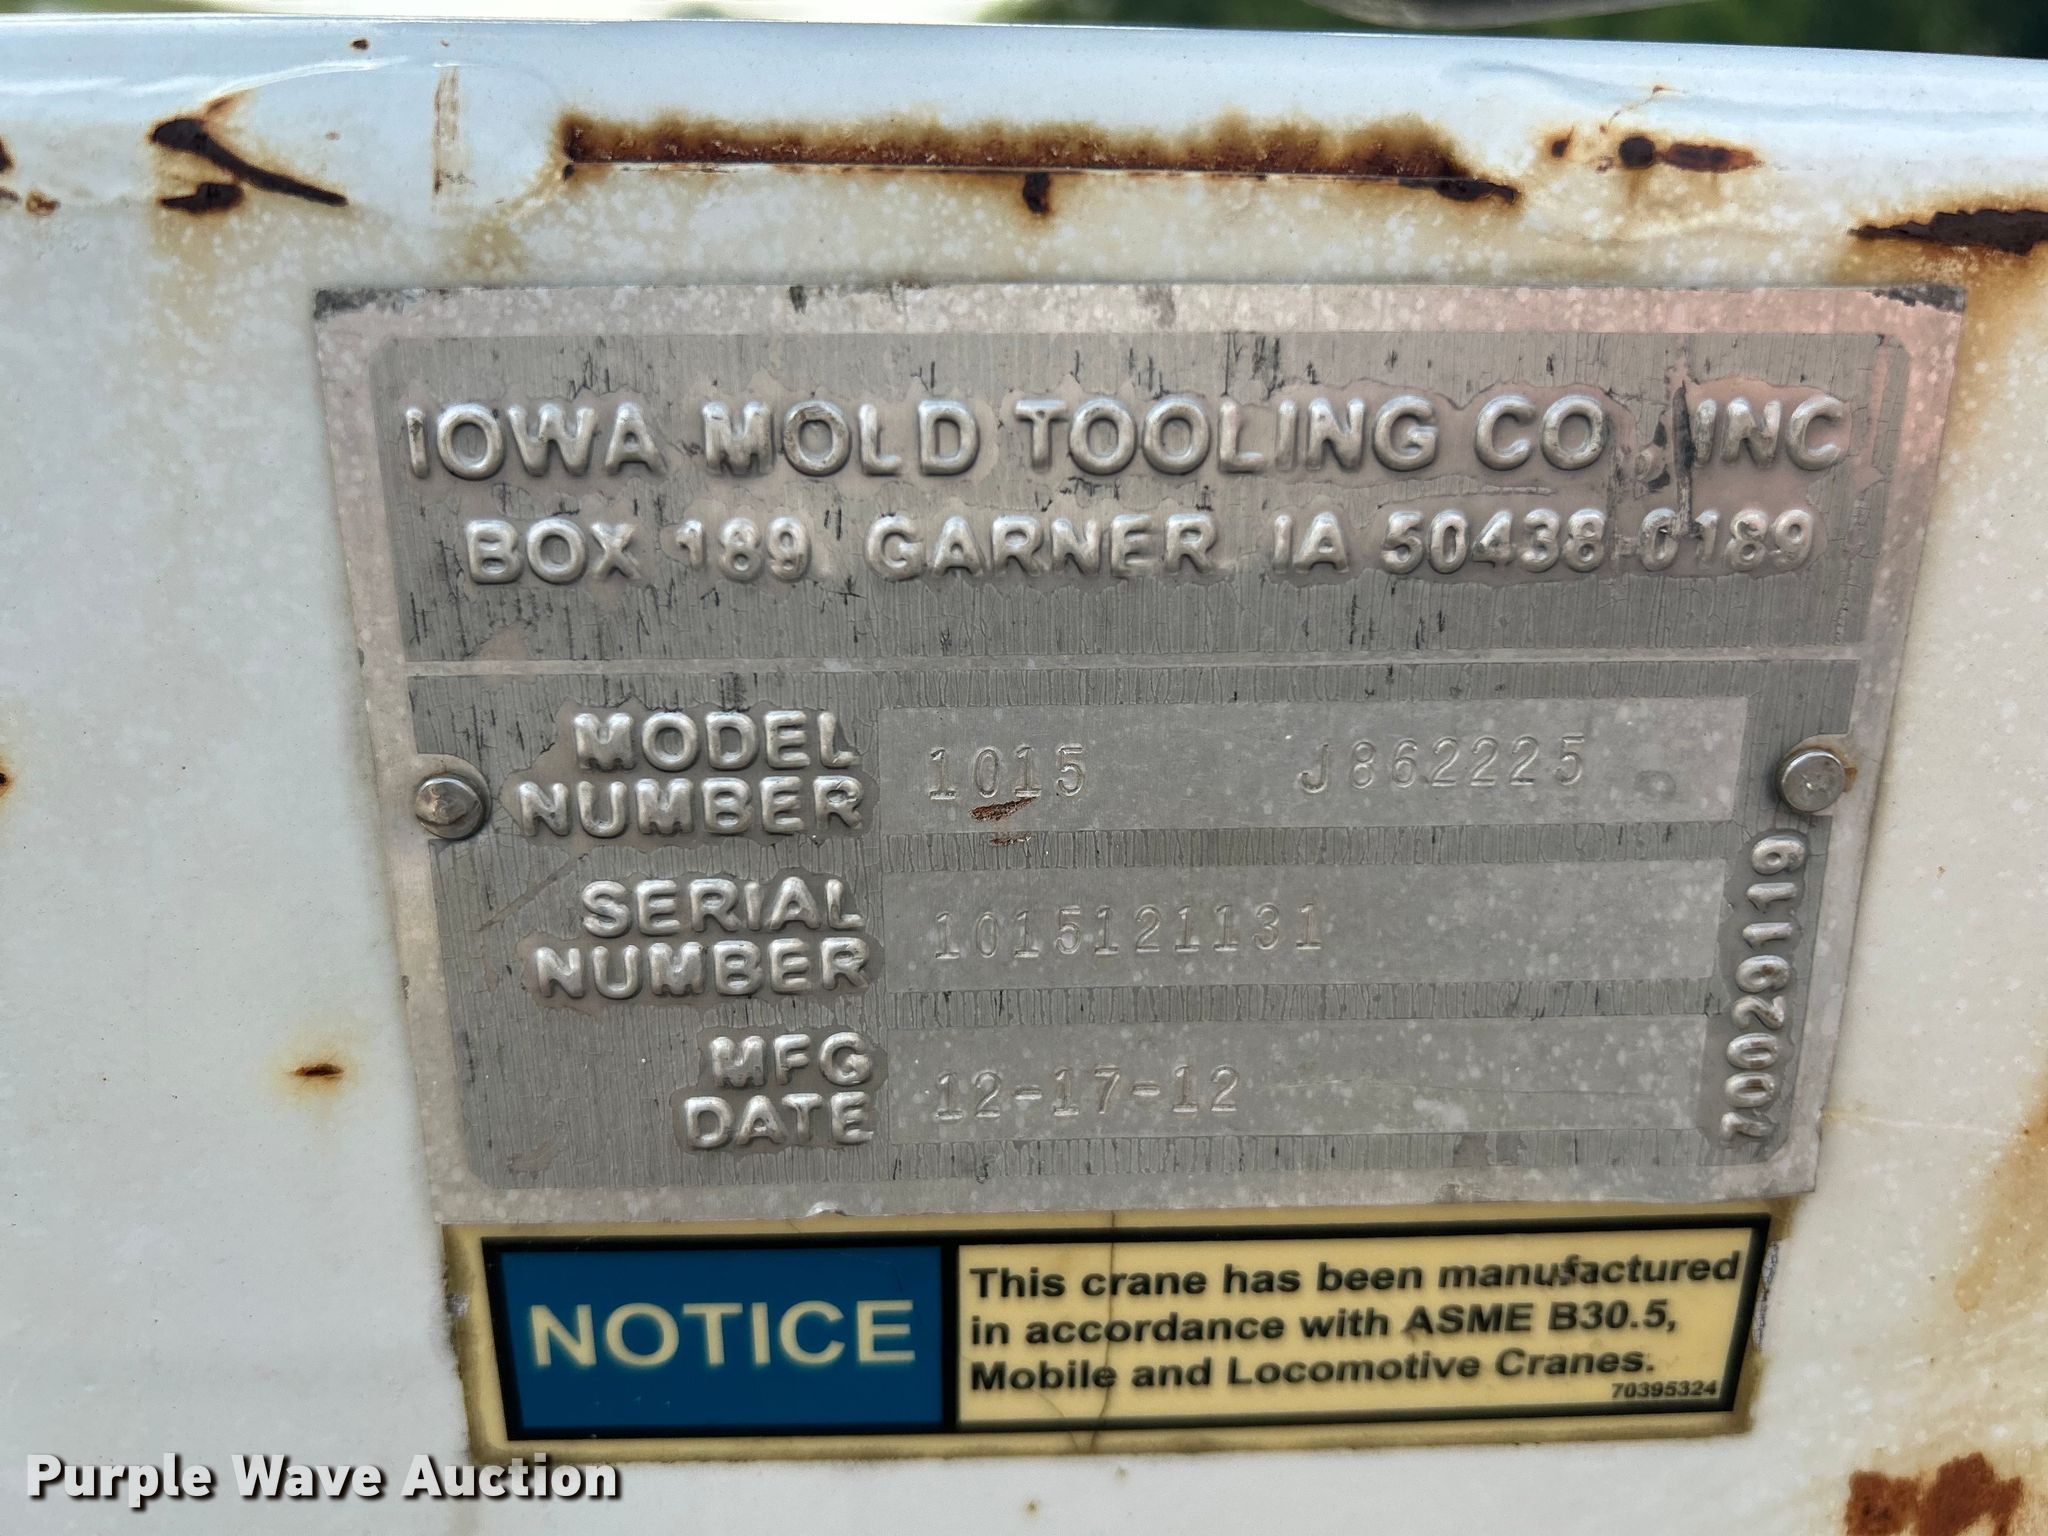 IOWA MOLD TOOLING CO., INC
BOX 189, GARNER, IA 50438-0189
MODEL NUMBER 1015 J862225
SERIAL NUMBER 1015121131
MFG DATE 12-17-12
70029119
NOTICE
This crane has been manufactured
in accordance with ASME B30.5,
Mobile and Locomotive Cranes.
70395324
Purple Wave Auction